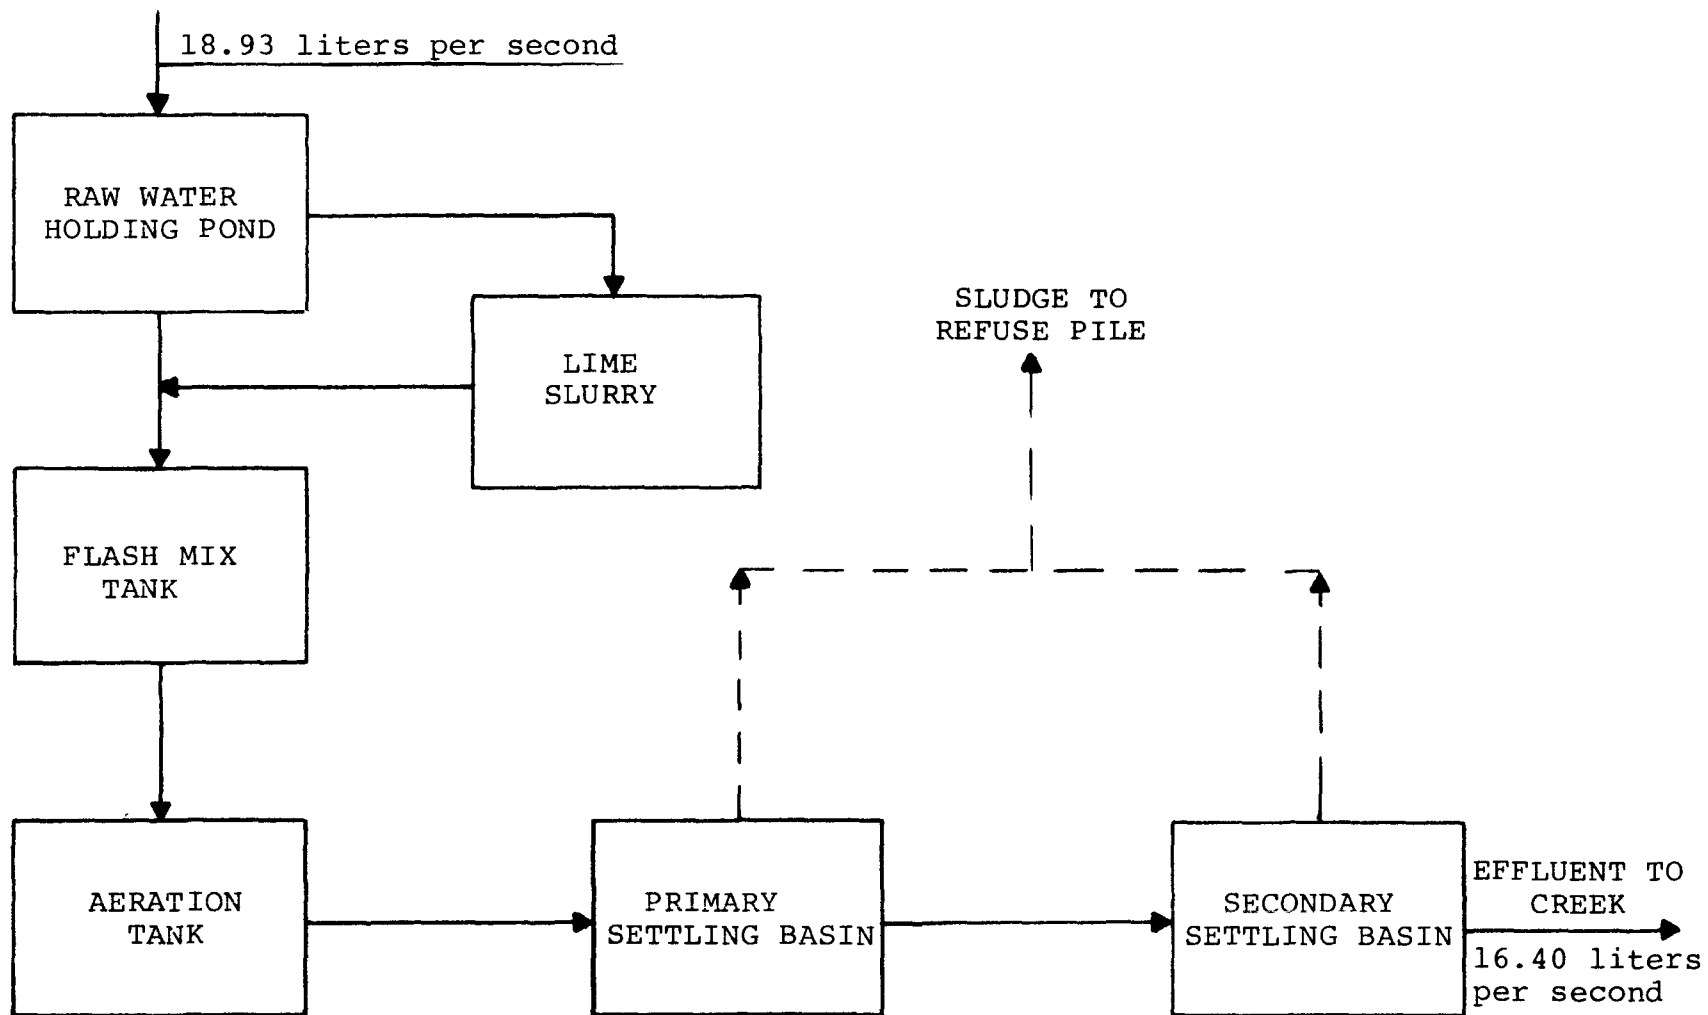 18.93 liters per second
RAW WATER
HOLDING POND
LIME
SLURRY
SLUDGE TO
REFUSE PILE
FLASH MIX
TANK
AERATION
TANK
PRIMARY
SETTLING BASIN
SECONDARY
SETTLING BASIN
EFFLUENT TO
CREEK
16.40 liters
per second